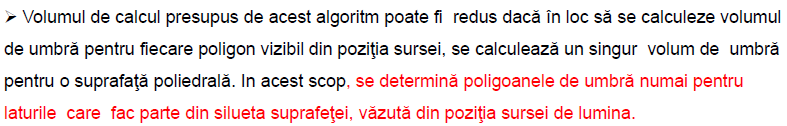 ➢ Volumul de calcul presupus de acest algoritm poate fi redus dacă în loc să se calculeze volumul
de umbră pentru fiecare poligon vizibil din poziţia sursei, se calculează un singur volum de umbră
pentru o suprafaţă poliedrală. In acest scop, se determină poligoanele de umbră numai pentru
laturile care fac parte din silueta suprafeţei, văzută din poziţia sursei de lumina.